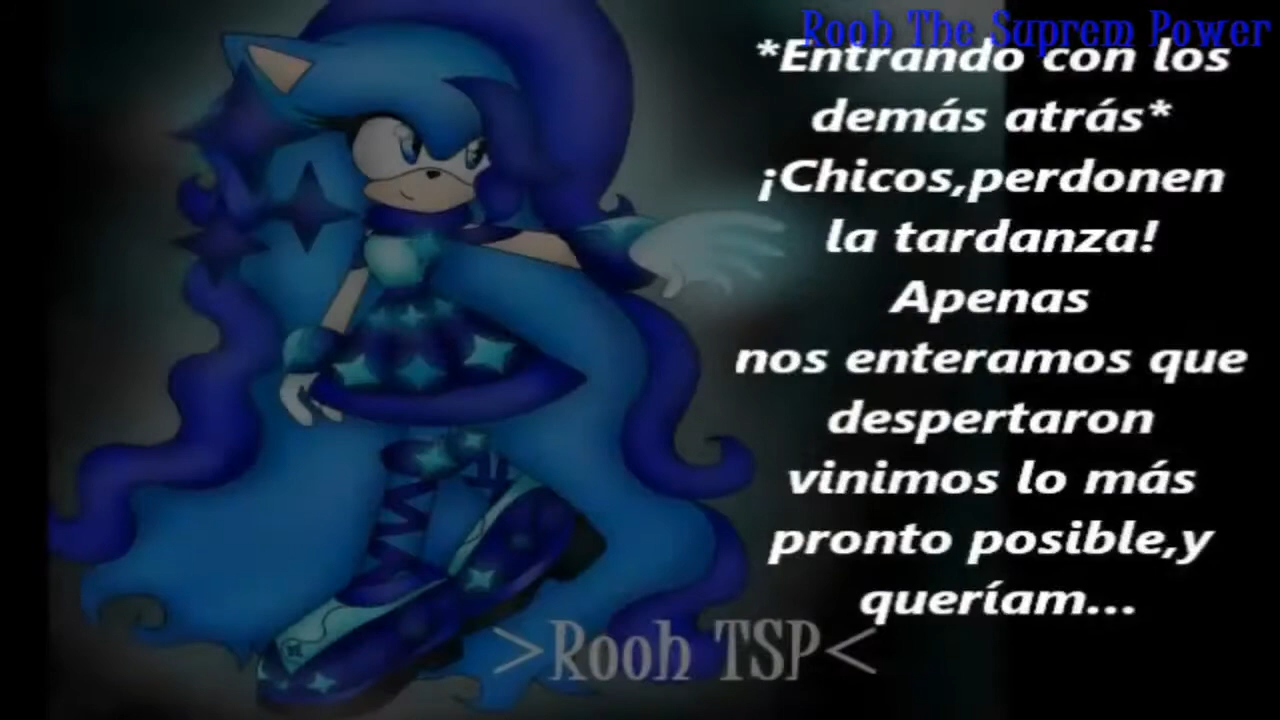 Rooh The Suprem Power
*Entrando con los
demás atrás*
¡Chicos,perdonen
la tardanza!
Apenas
nos enteramos que
despertaron
vinimos lo más
pronto posible,y
queríam...
>Rooh TSP<